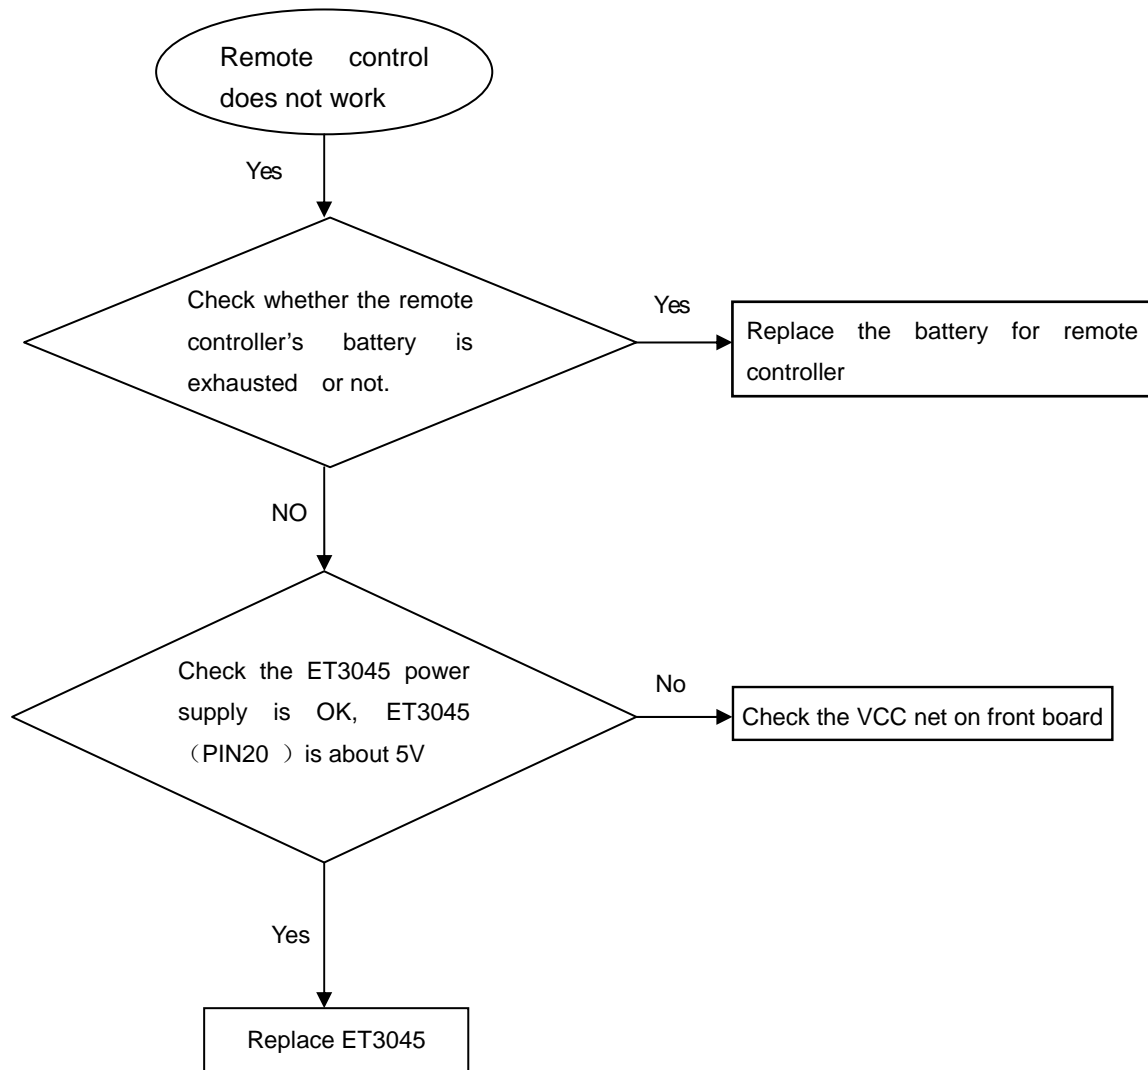 Remote control
does not work
Yes
Check whether the remote
controller's battery is
exhausted or not.
Yes
Replace the battery for remote
controller
NO
Check the ET3045 power
supply is OK, ET3045
（PIN20 ）is about 5V
No
Check the VCC net on front board
Yes
Replace ET3045